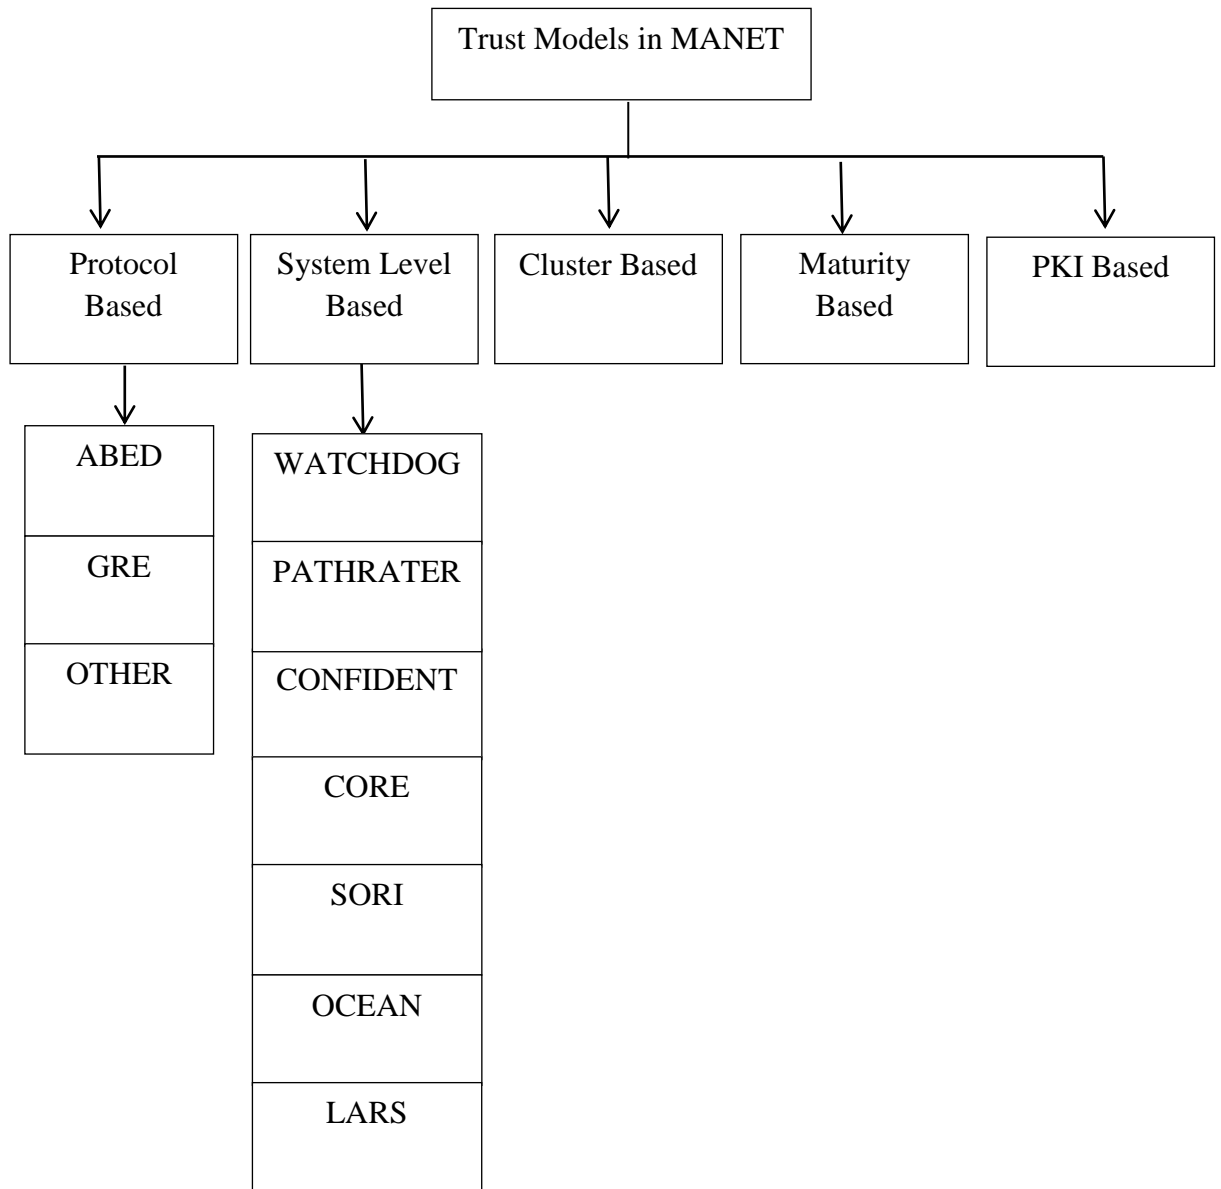 Trust Models in MANET
Protocol
Based
System Level
Based
Cluster Based
Maturity
Based
PKI Based
ABED
GRE
OTHER
WATCHDOG
PATHRATER
CONFIDENT
CORE
SORI
OCEAN
LARS